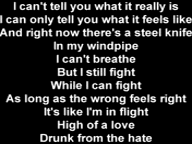 I can't tell you what it really is
I can only tell you what it feels like
And right now there's a steel knife
In my windpipe
I can't breathe
But I still fight
While I can fight
As long as the wrong feels right
It's like I'm in flight
High of a love
Drunk from the hate